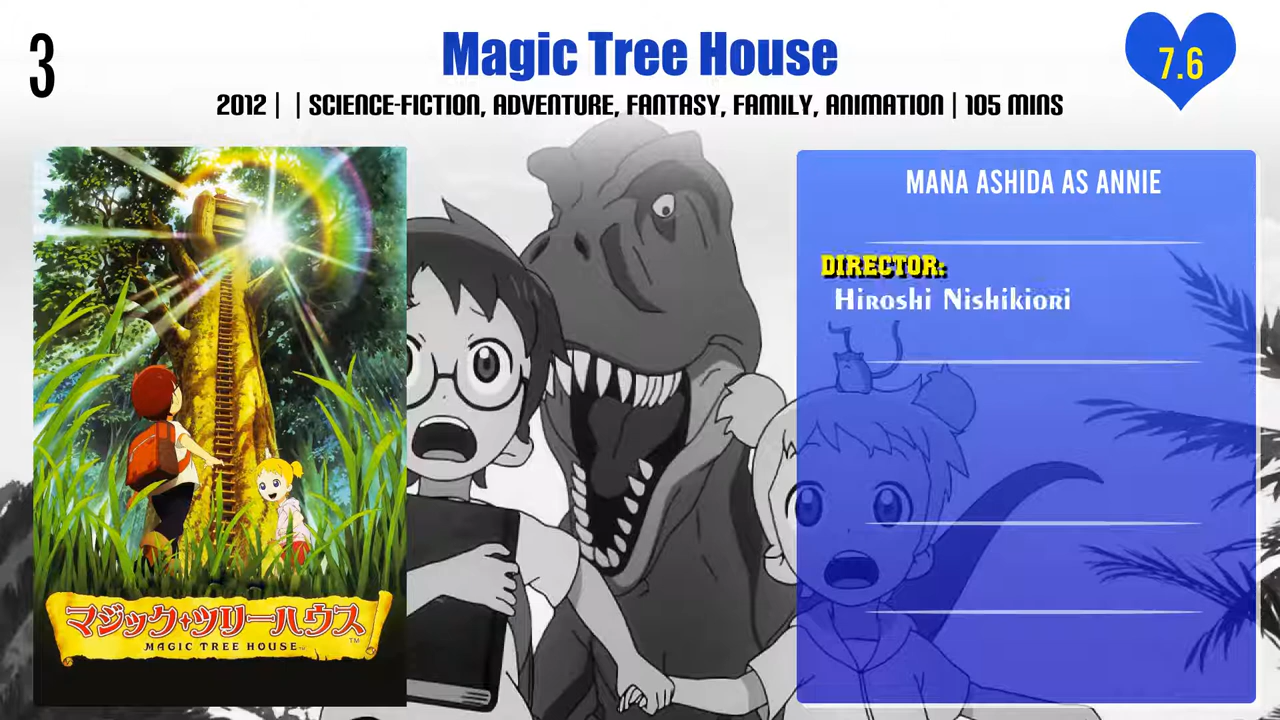 3
Magic Tree House
7.6
2012 | | SCIENCE-FICTION, ADVENTURE, FANTASY, FAMILY, ANIMATION | 105 MINS
MANA ASHIDA AS ANNIE
DIRECTOR:
Hiroshi Nishikiori
マジック・ツリーハウス
TM
MAGIC TREE HOUSE